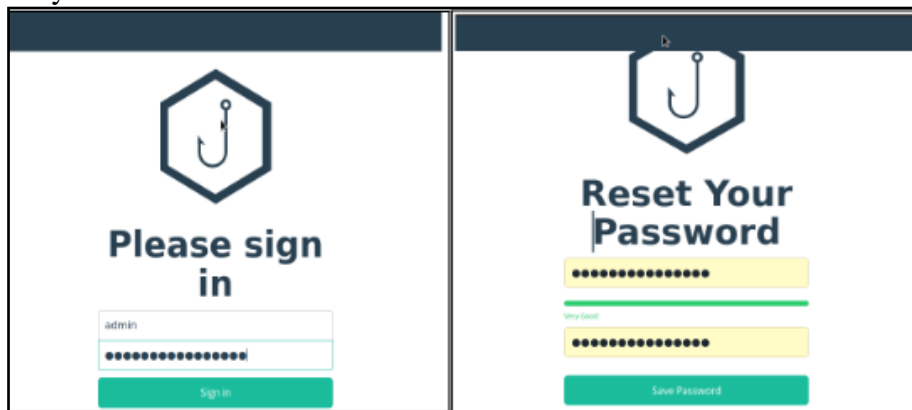 Please sign
in
admin
●●●●●●●●●●●●●●●●
Sign in
Reset Your
Password
●●●●●●●●●●●●●●●
Very Good
●●●●●●●●●●●●●●●
Save Password